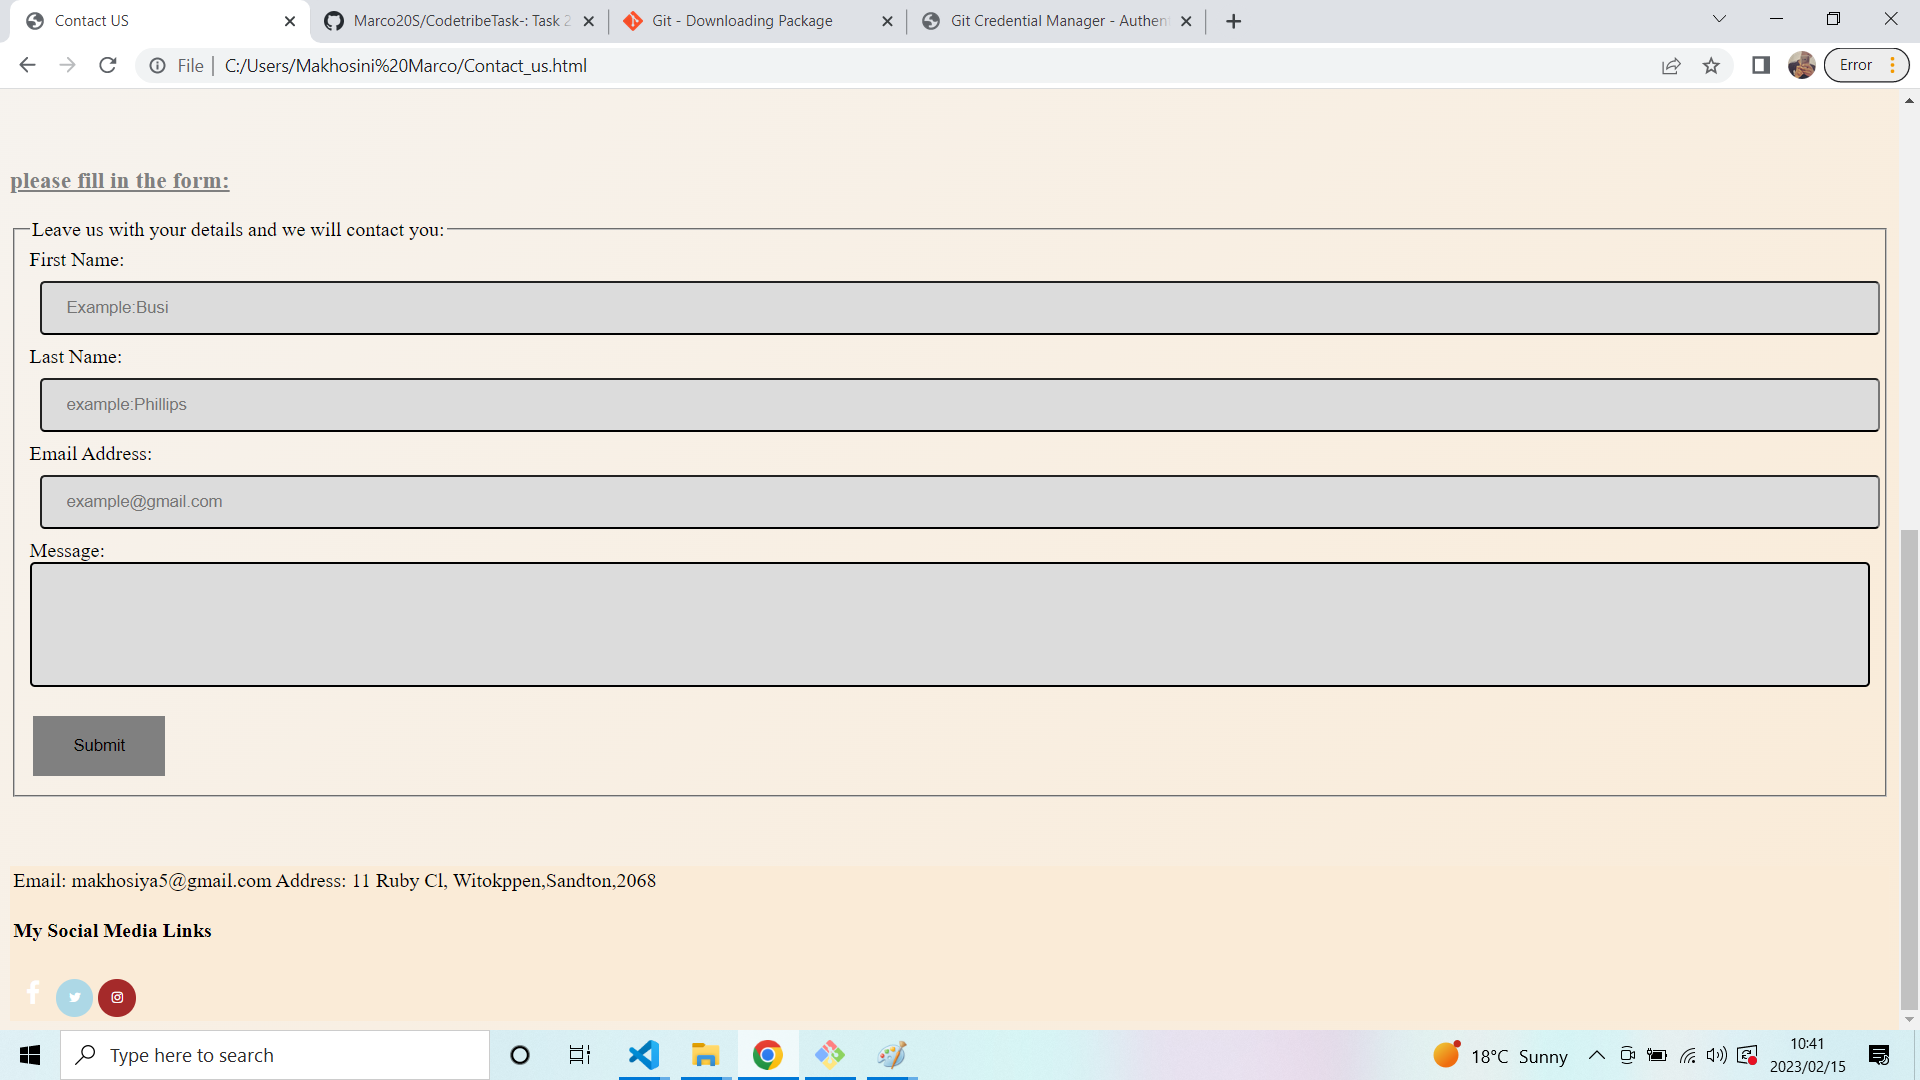 Contact US
Marco20S/CodetribeTask-: Task 2
Git - Downloading Package
Git Credential Manager - Authent
File
C:/Users/Makhosini%20Marco/Contact_us.html
Error
please fill in the form:
Leave us with your details and we will contact you:
First Name:
Example:Busi
Last Name:
example:Phillips
Email Address:
example@gmail.com
Message:
Submit
Email: makhosiya5@gmail.com Address: 11 Ruby Cl, Witokppen,Sandton,2068
My Social Media Links
Type here to search
18°C Sunny
10:41
2023/02/15